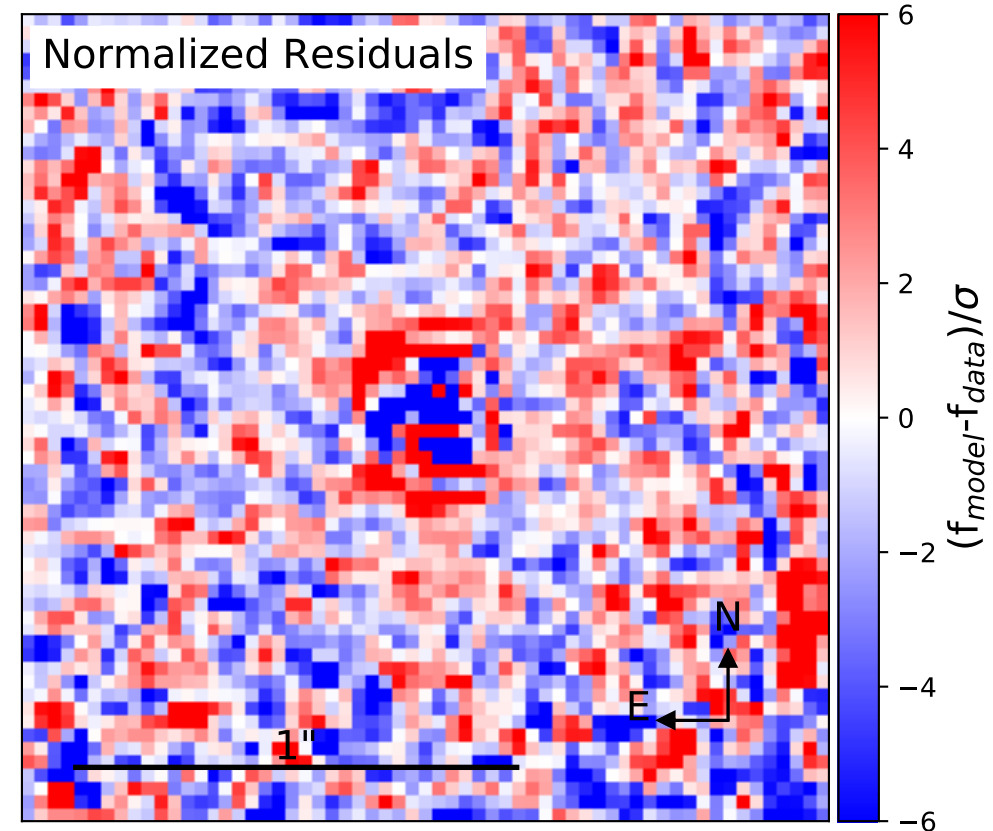 Normalized Residuals
6
4
2
0
−2
−4
−6
(f_model-f_data)/σ
N
E
1"